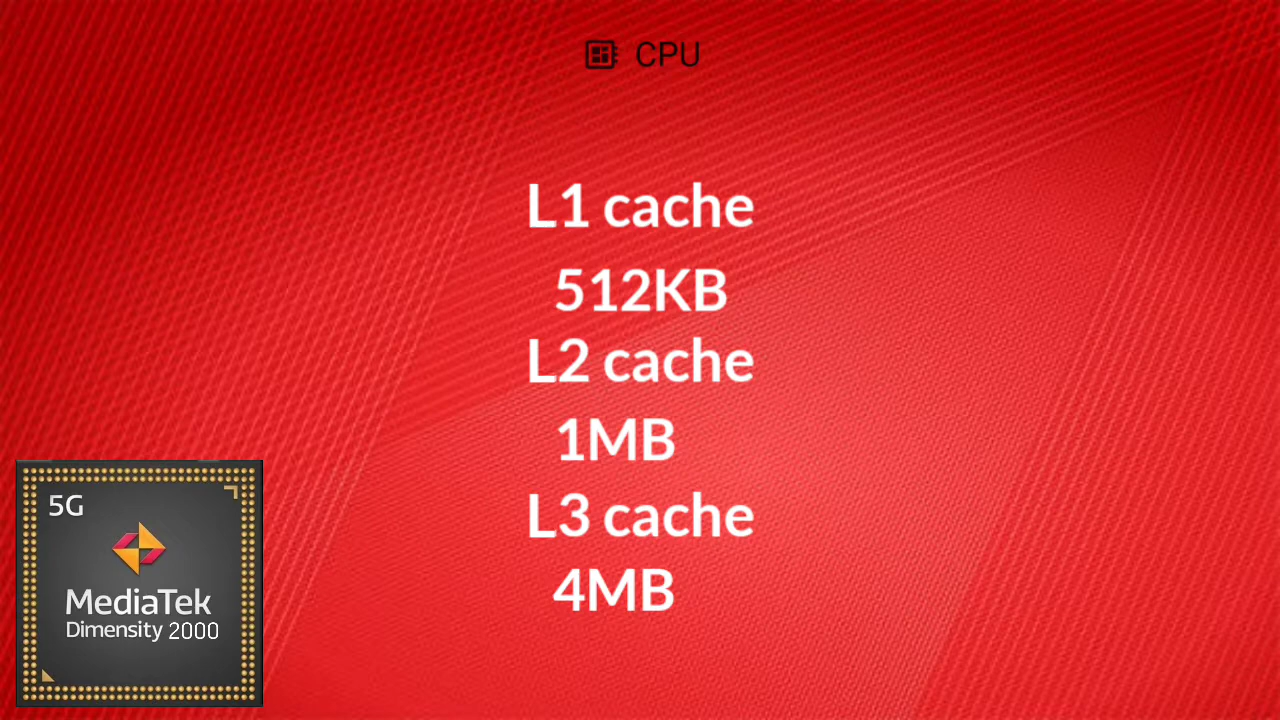 CPU
L1 cache
512KB
L2 cache
1MB
L3 cache
4MB
5G
MediaTek
Dimensity 2000